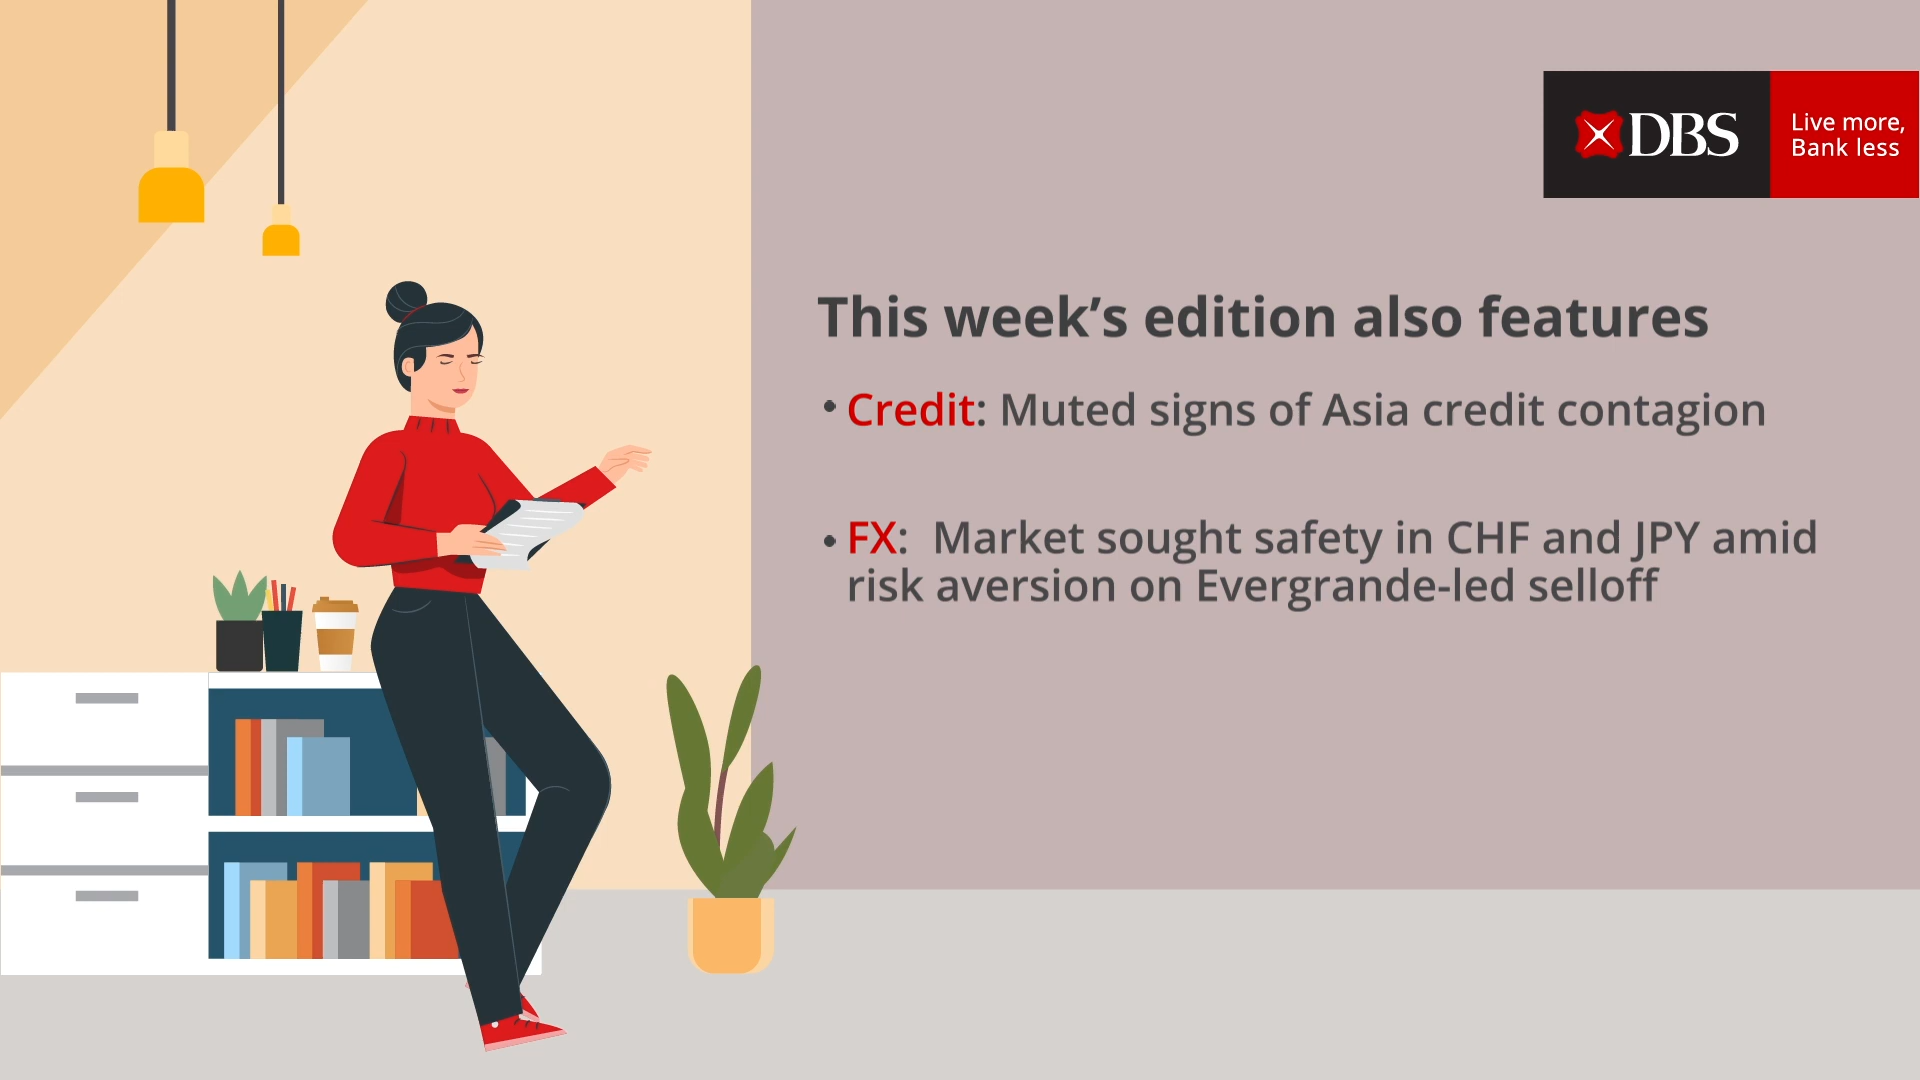 DBS
Live more,
Bank less
This week’s edition also features
• Credit: Muted signs of Asia credit contagion
• FX:  Market sought safety in CHF and JPY amid
risk aversion on Evergrande-led selloff